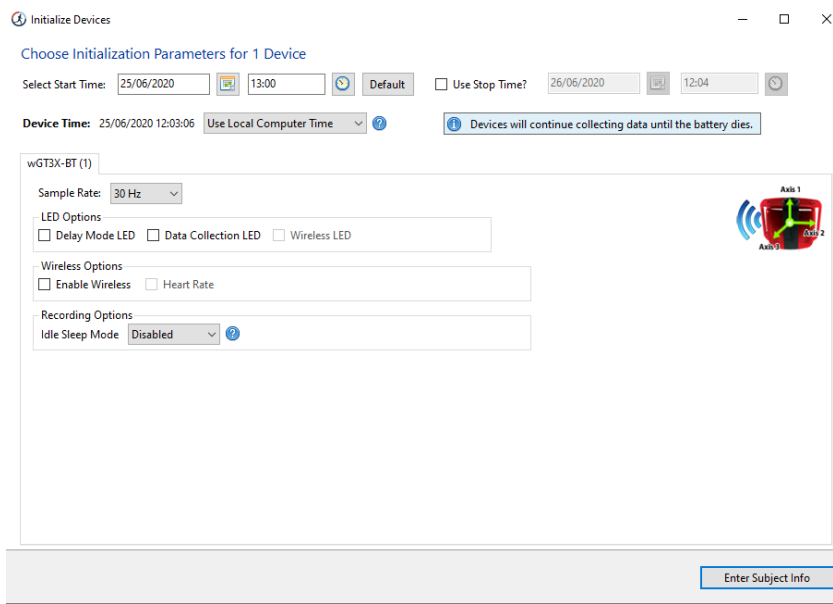 Initialize Devices
Choose Initialization Parameters for 1 Device
Select Start Time: 25/06/2020 13:00 Default Use Stop Time? 26/06/2020 12:04
Device Time: 25/06/2020 12:03:06 Use Local Computer Time Devices will continue collecting data until the battery dies.
wGT3X-BT (1)
Sample Rate: 30 Hz
Axis 1
LED Options
Delay Mode LED Data Collection LED Wireless LED
Axis 2
Axis 3
Wireless Options
Enable Wireless Heart Rate
Recording Options
Idle Sleep Mode Disabled
Enter Subject Info